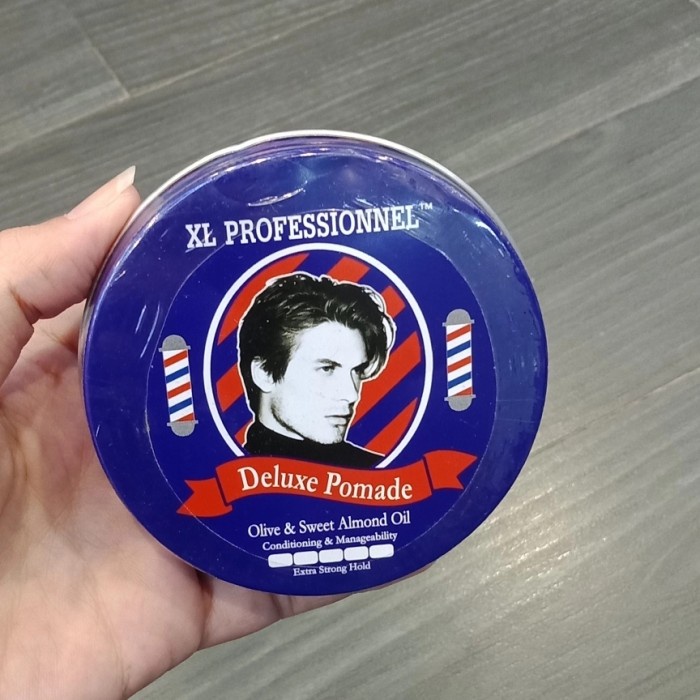 XL PROFESSIONNEL™
Deluxe Pomade
Olive & Sweet Almond Oil
Conditioning & Manageability
Extra Strong Hold